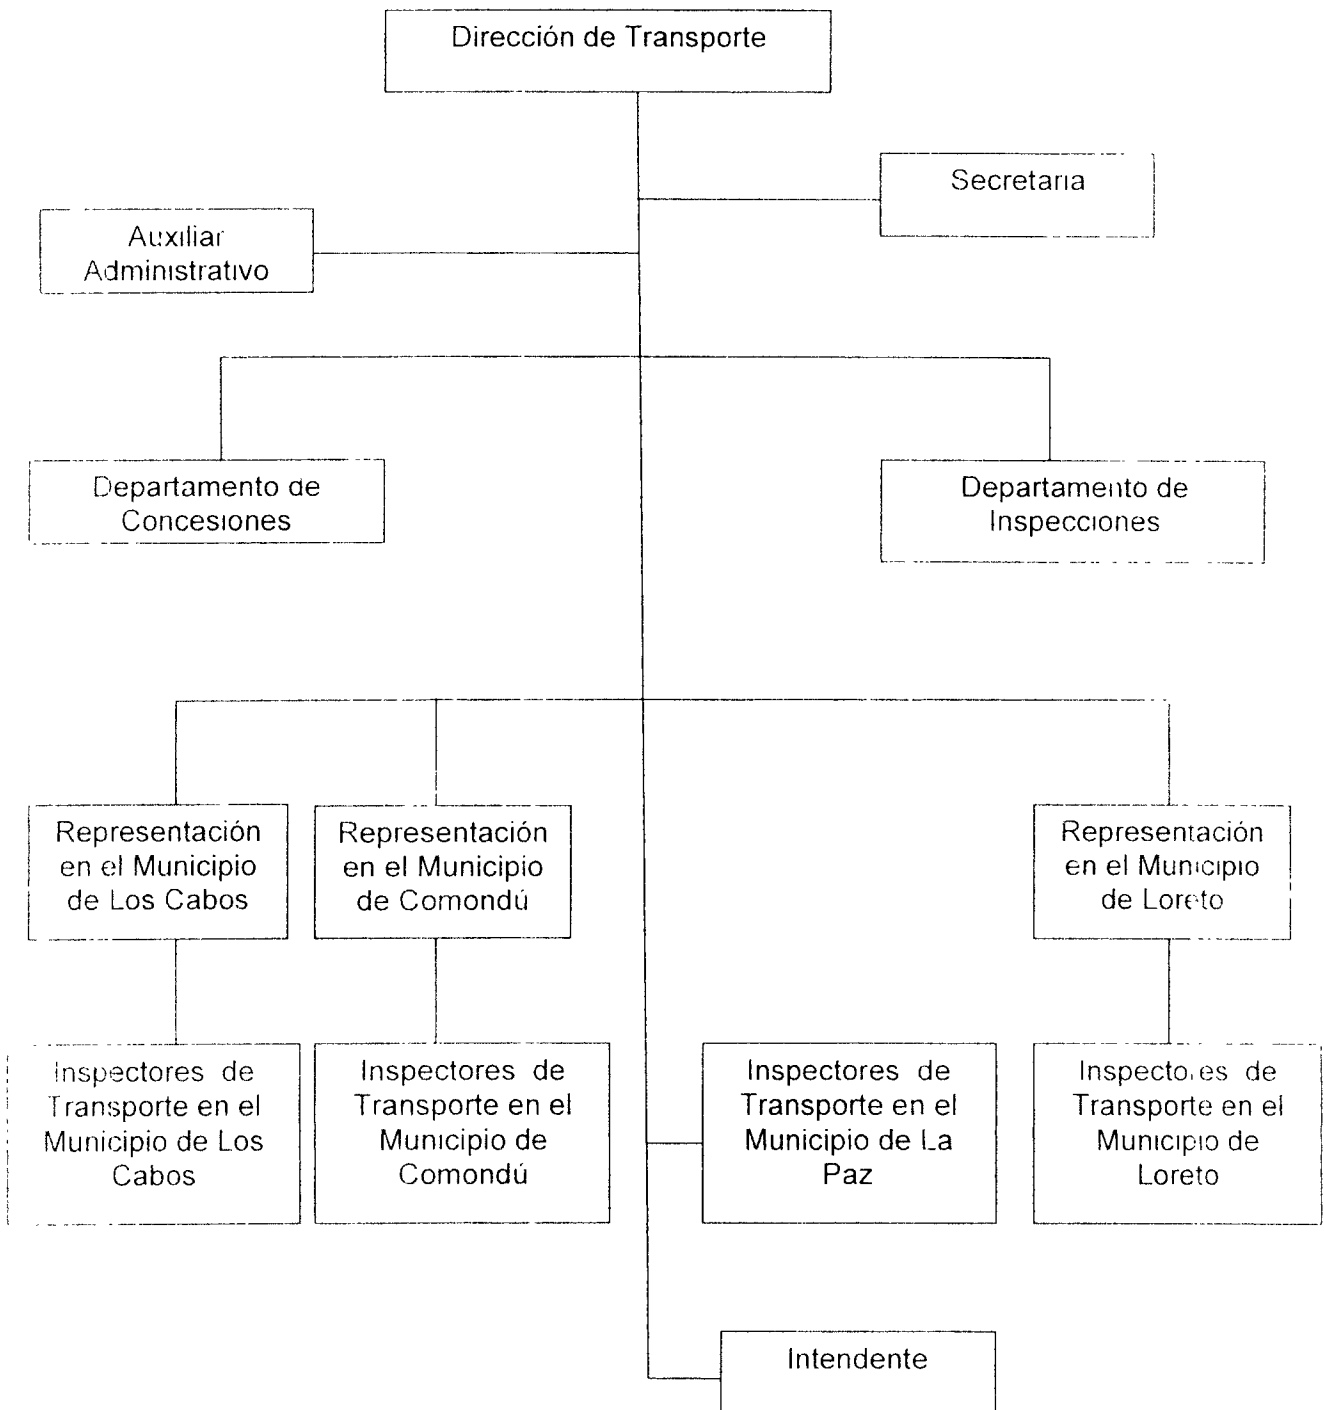 Dirección de Transporte
Secretaria
Auxiliar
Administrativo
Departamento de
Concesiones
Departamento de
Inspecciones
Representación
en el Municipio
de Los Cabos
Representación
en el Municipio
de Comondú
Representación
en el Municipio
de Loreto
Inspectores de
Transporte en el
Municipio de Los
Cabos
Inspectores de
Transporte en el
Municipio de
Comondú
Inspectores de
Transporte en el
Municipio de La
Paz
Inspectores de
Transporte en el
Municipio de
Loreto
Intendente